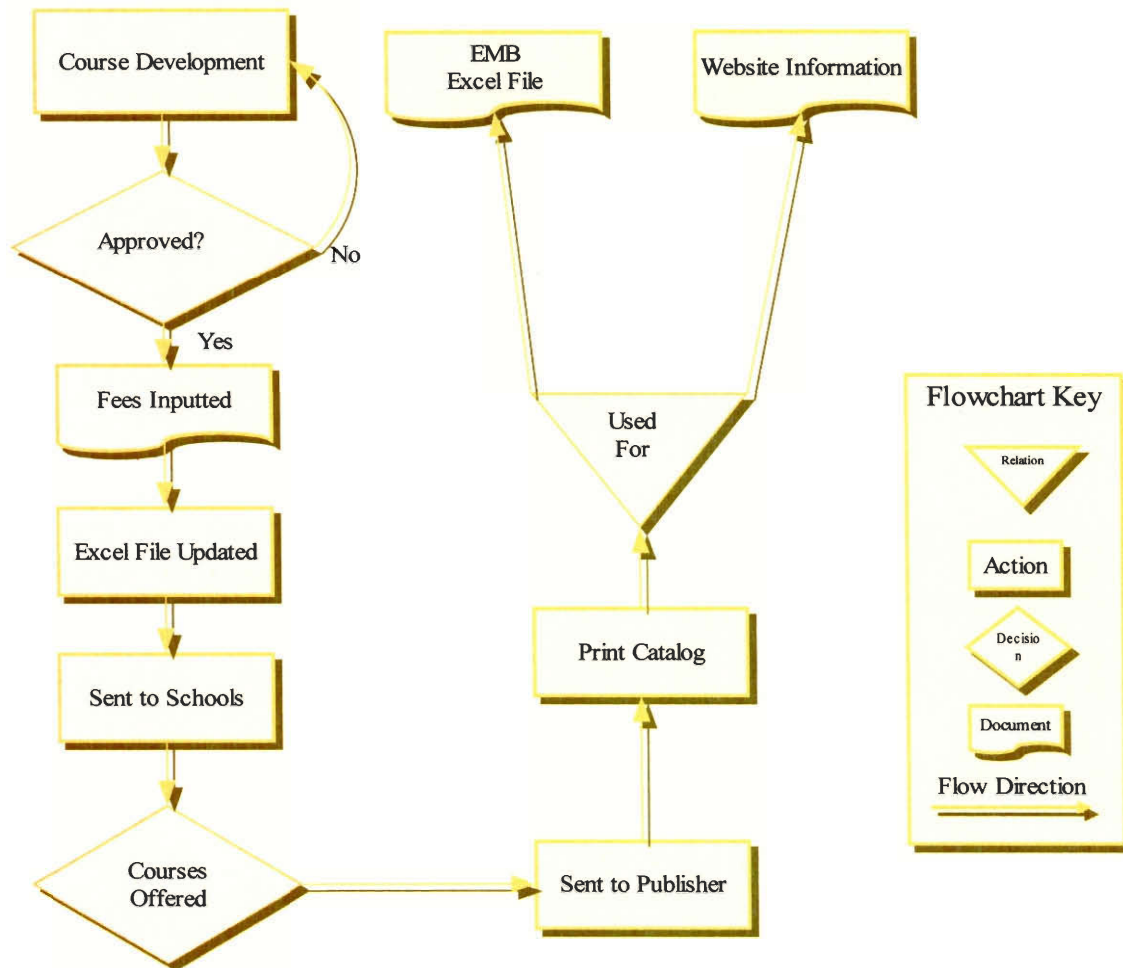 Course Development
Approved?
No
Yes
Fees Inputted
Excel File Updated
Sent to Schools
Courses
Offered
Sent to Publisher
Print Catalog
Used
For
EMB
Excel File
Website Information
Flowchart Key
Relation
Action
Decisio
n
Document
Flow Direction